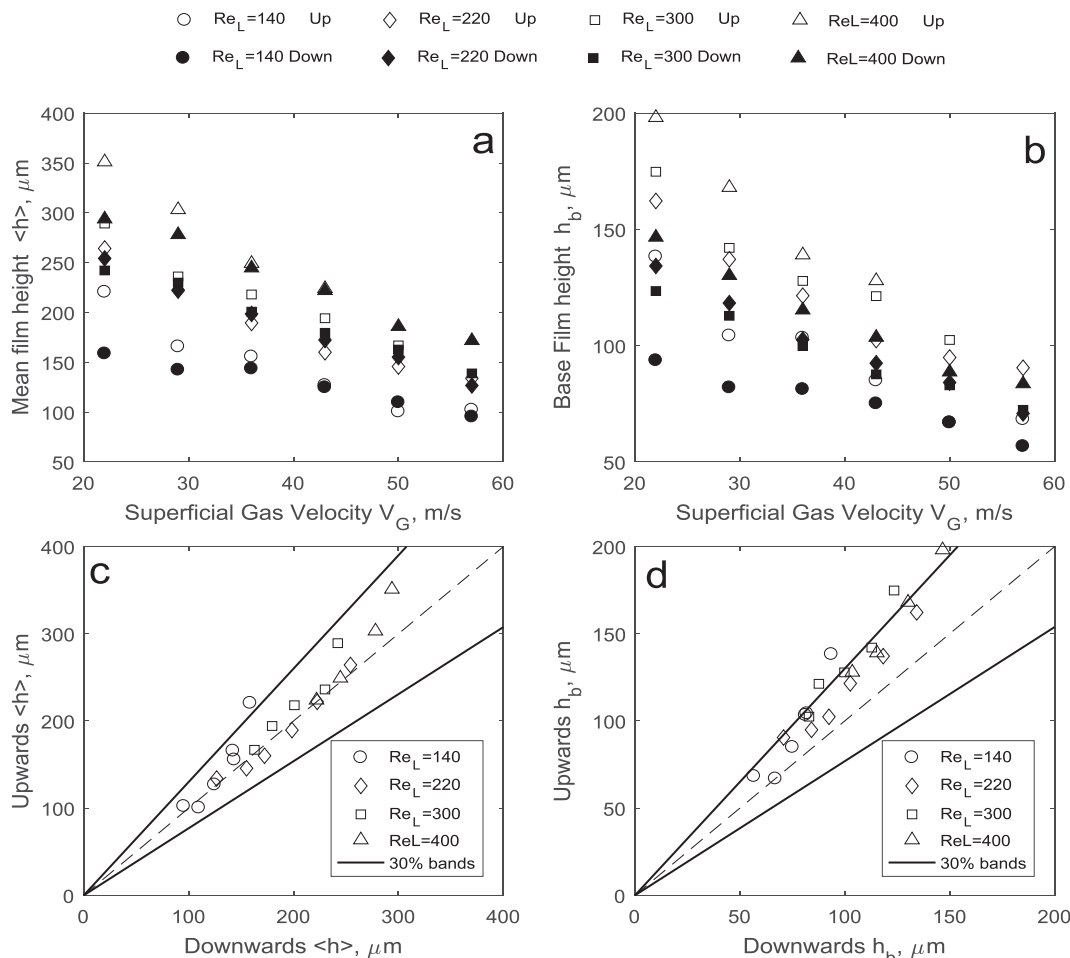 Re_L=140 Up
Re_L=220 Up
Re_L=300 Up
ReL=400 Up
Re_L=140 Down
Re_L=220 Down
Re_L=300 Down
ReL=400 Down
a
Mean film height <h>, μm
400
350
300
250
200
150
100
50
20
30
40
50
60
Superficial Gas Velocity V_G, m/s
b
Base Film height h_b, μm
200
150
100
50
20
30
40
50
60
Superficial Gas Velocity V_G, m/s
c
Upwards <h>, μm
400
300
200
100
0
0
100
200
300
400
Downwards <h>, μm
Re_L=140
Re_L=220
Re_L=300
ReL=400
30% bands
d
Upwards h_b, μm
200
150
100
50
0
0
50
100
150
200
Downwards h_b, μm
Re_L=140
Re_L=220
Re_L=300
ReL=400
30% bands